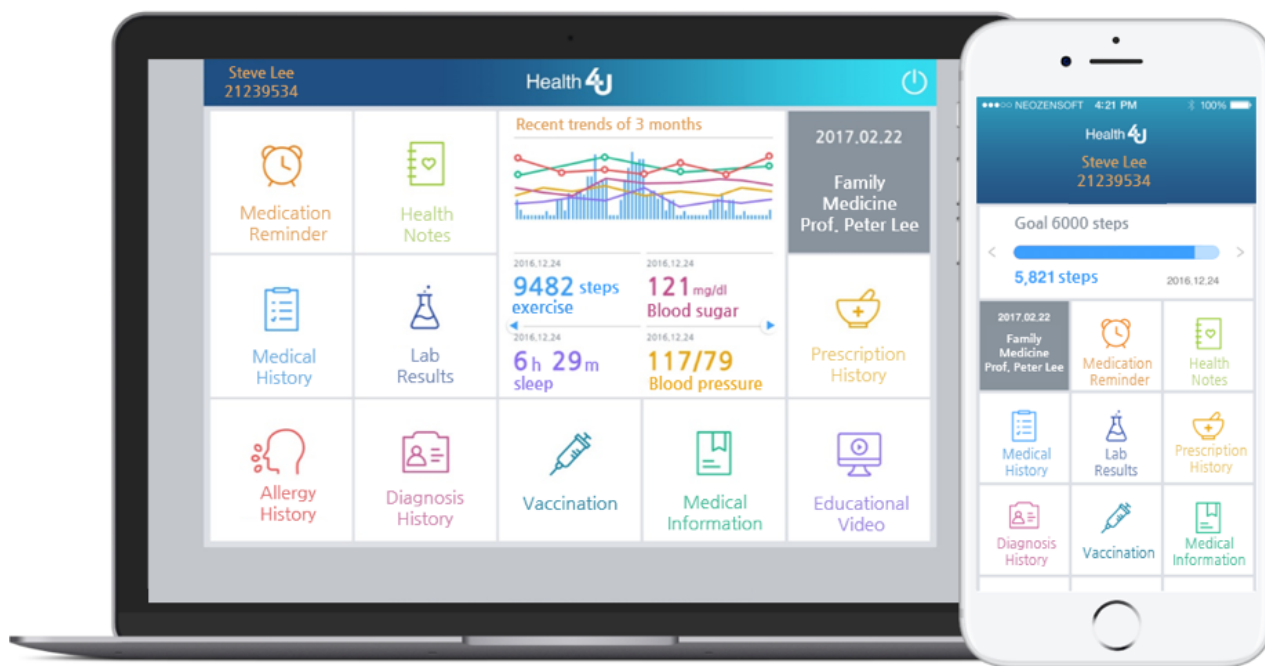 Steve Lee
21239534
Health 4U
Medication
Reminder
Health
Notes
Recent trends of 3 months
2017.02.22
Family
Medicine
Prof. Peter Lee
Medical
History
Lab
Results
2016.12.24
9482 steps
exercise
2016.12.24
121 mg/dl
Blood sugar
2016.12.24
6h 29m
sleep
2016.12.24
117/79
Blood pressure
Prescription
History
Allergy
History
Diagnosis
History
Vaccination
Medical
Information
Educational
Video
NEOZENSOFT 4:21 PM 100%
Health 4U
Steve Lee
21239534
Goal 6000 steps
< >
5,821 steps 2016.12.24
2017.02.22
Family
Medicine
Prof. Peter Lee
Medication
Reminder
Health
Notes
Medical
History
Lab
Results
Prescription
History
Diagnosis
History
Vaccination
Medical
Information